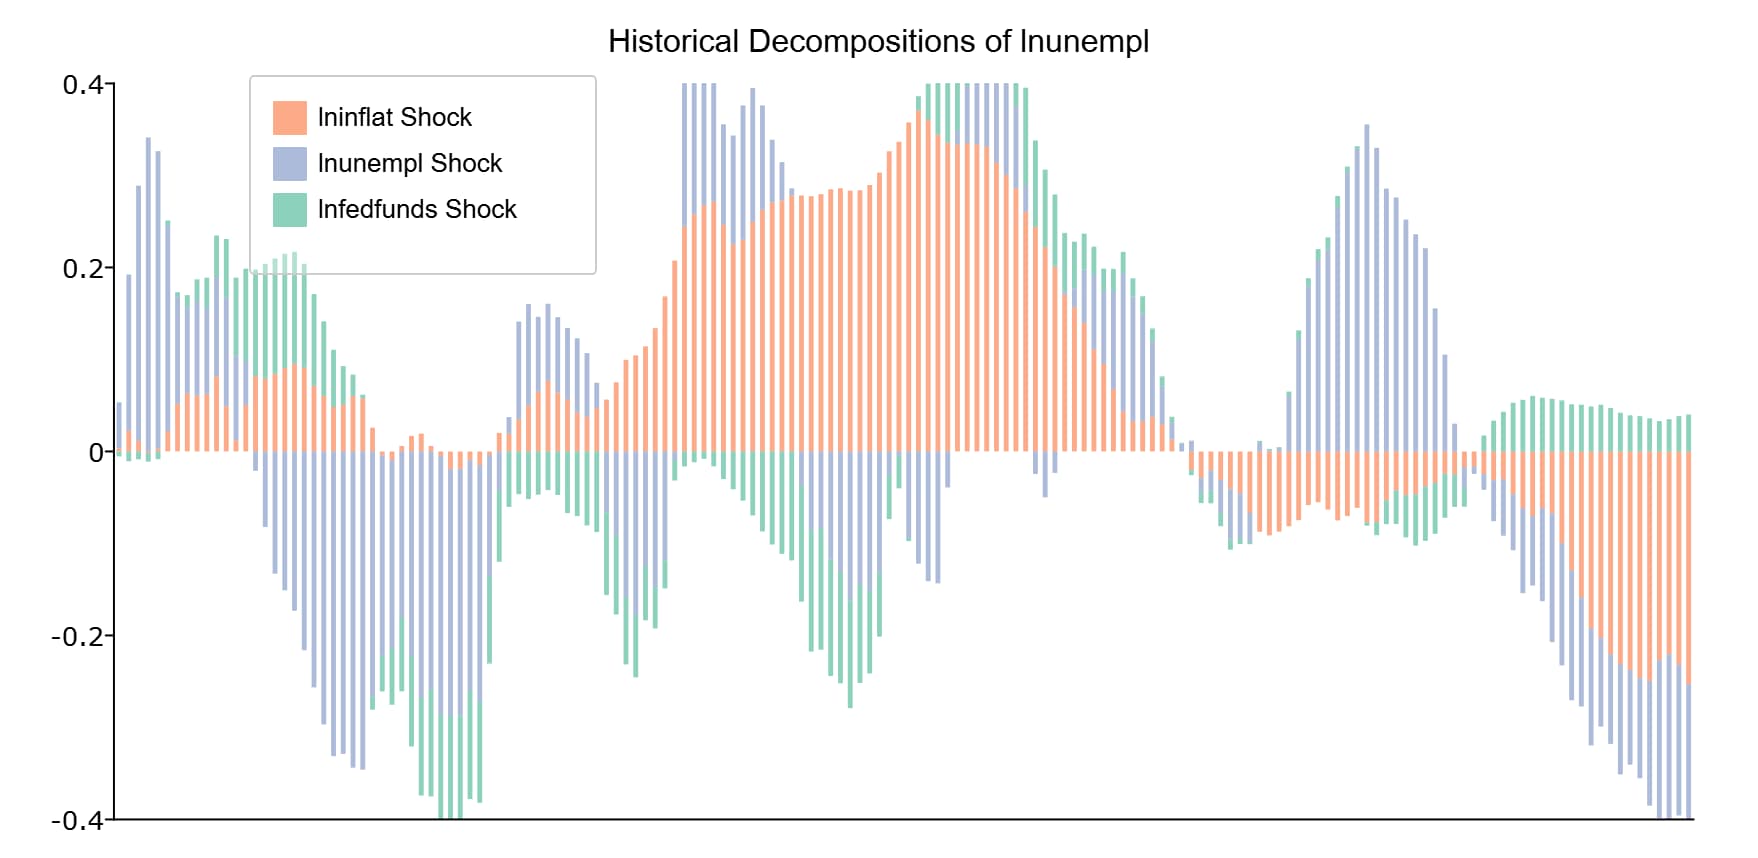 Historical Decompositions of lnunempl
0.4
0.2
0
-0.2
-0.4
lninflat Shock
lnunempl Shock
lnfedfunds Shock